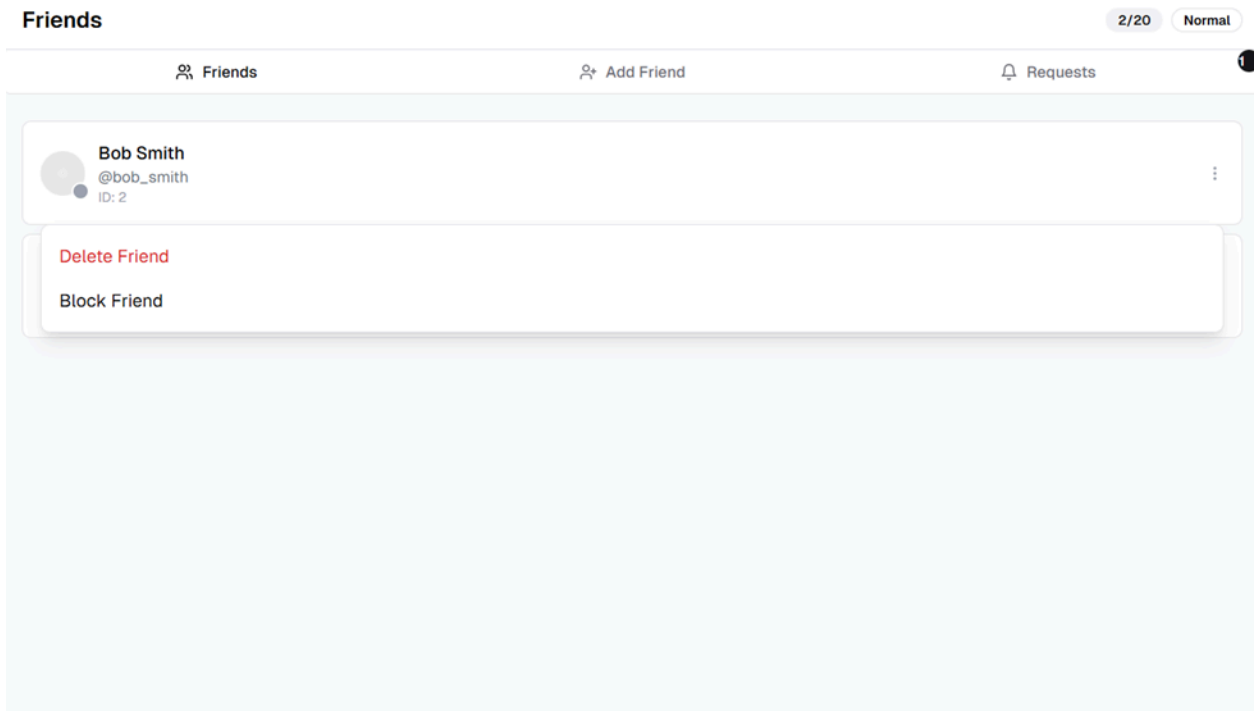 Friends
2/20
Normal
Friends
Add Friend
Requests
1
Bob Smith
@bob_smith
ID: 2
Delete Friend
Block Friend